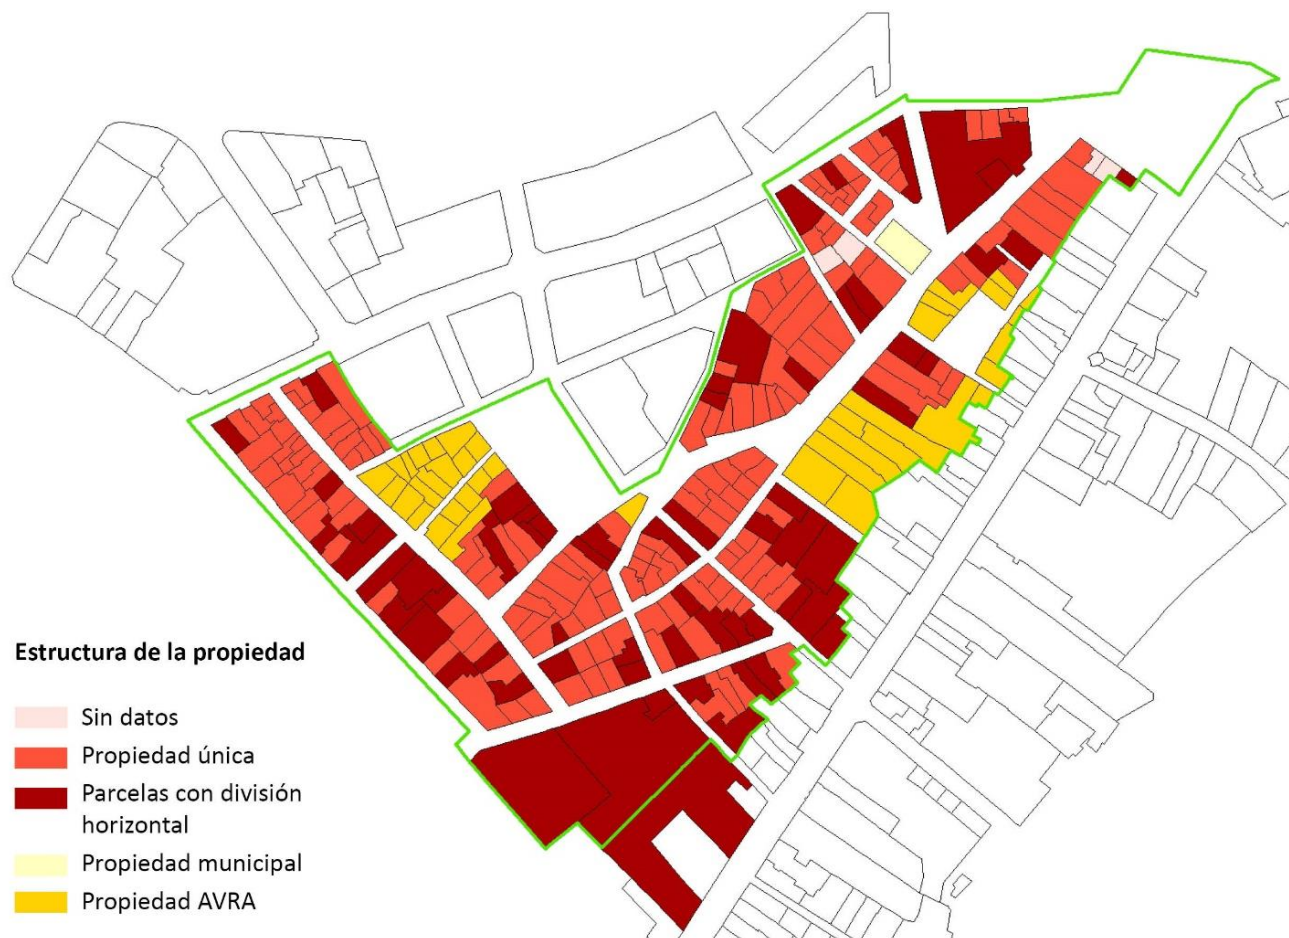 Estructura de la propiedad
Sin datos
Propiedad única
Parcelas con división
horizontal
Propiedad municipal
Propiedad AVRA